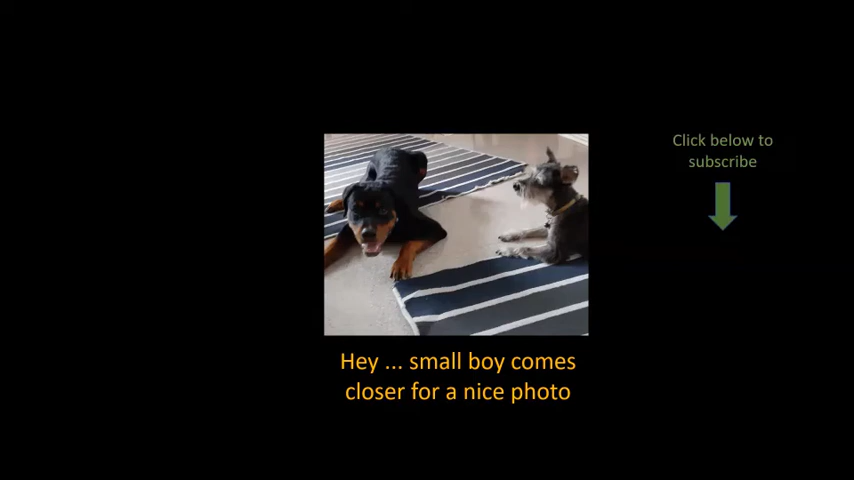 Click below to
subscribe
Hey ... small boy comes
closer for a nice photo